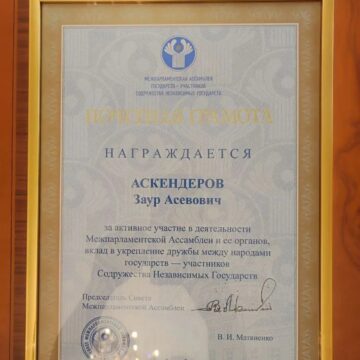 МЕЖПАРЛАМЕНТСКАЯ АССАМБЛЕЯ
ГОСУДАРСТВ – УЧАСТНИКОВ
СОДРУЖЕСТВА НЕЗАВИСИМЫХ ГОСУДАРСТВ
ПОЧЕТНАЯ ГРАМОТА
НАГРАЖДАЕТСЯ
АСКЕНДЕРОВ
Заур Асевович
за активное участие в деятельности
Межпарламентской Ассамблеи и ее органов,
вклад в укрепление дружбы между народами
государств — участников
Содружества Независимых Государств
Председатель Совета
Межпарламентской Ассамблеи
В. И. Матвиенко